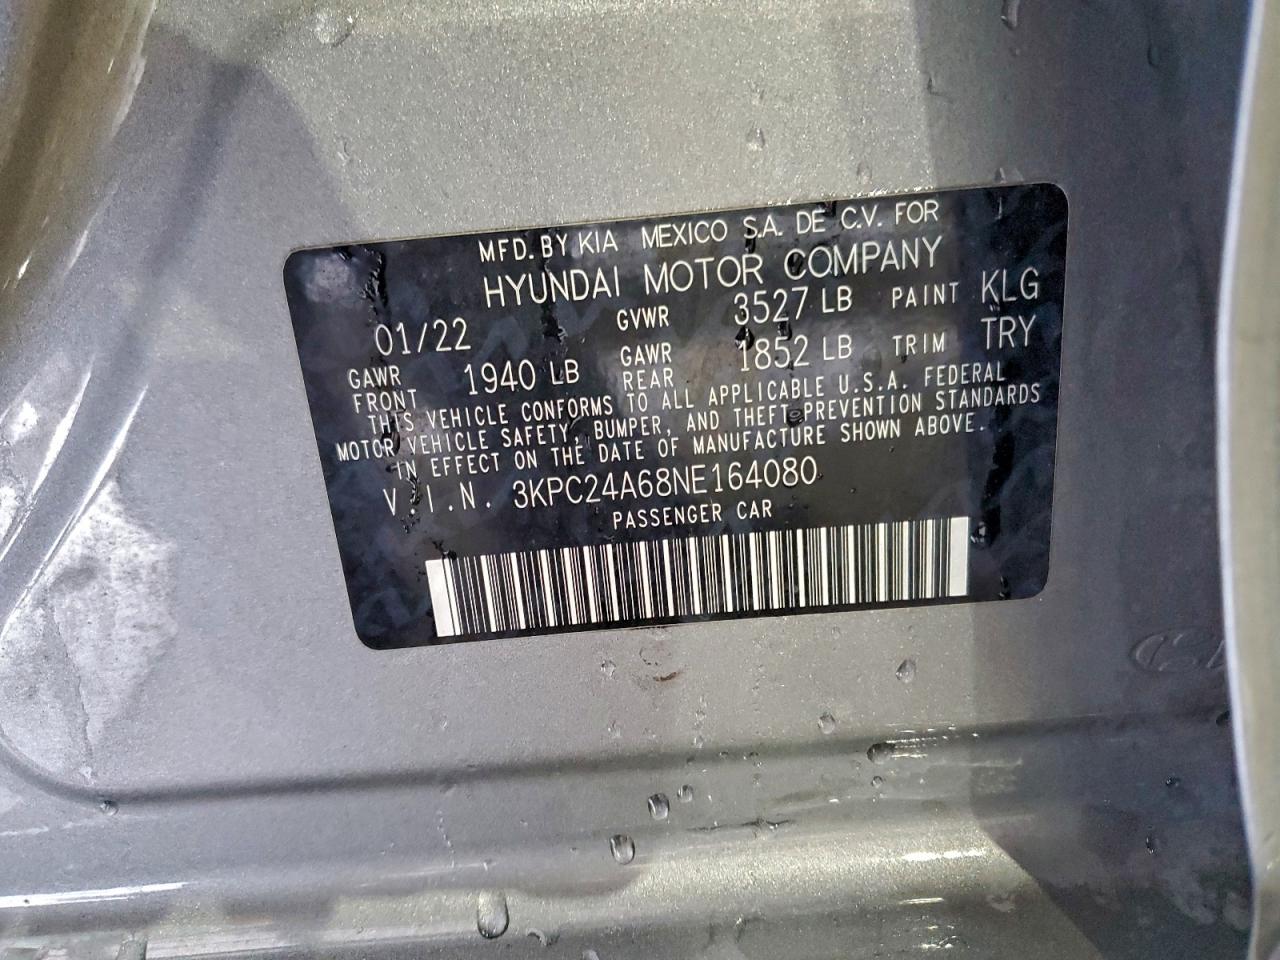 MFD. BY KIA MEXICO S.A. DE C.V. FOR
HYUNDAI MOTOR COMPANY
01/22 GVWR 3527 LB PAINT KLG
GAWR FRONT 1940 LB GAWR REAR 1852 LB TRIM TRY
THIS VEHICLE CONFORMS TO ALL APPLICABLE U.S.A. FEDERAL
MOTOR VEHICLE SAFETY, BUMPER, AND THEFT PREVENTION STANDARDS
IN EFFECT ON THE DATE OF MANUFACTURE SHOWN ABOVE.
V.I.N. 3KPC24A68NE164080
PASSENGER CAR